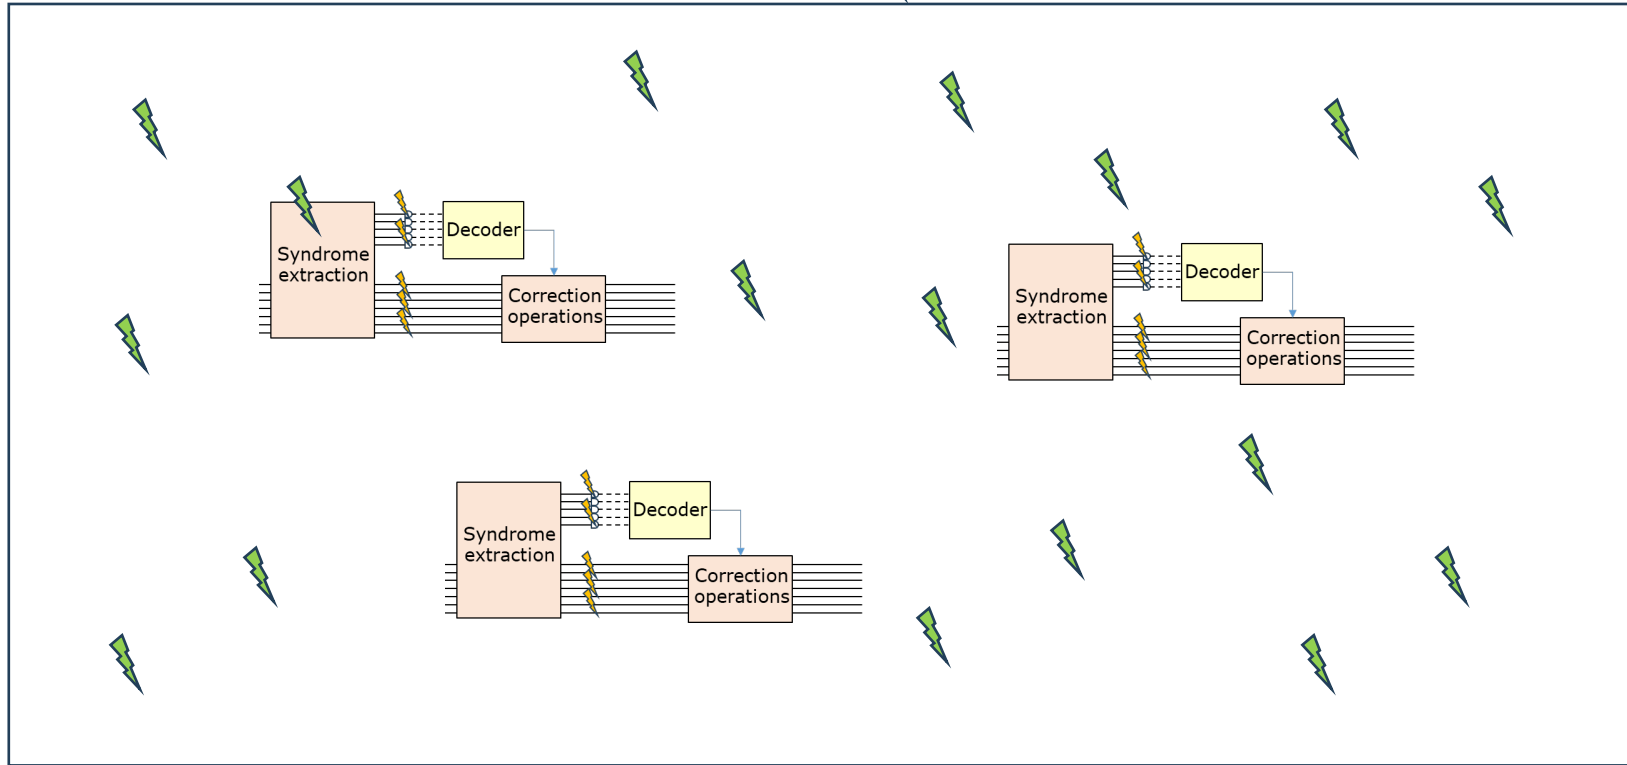 Syndrome
extraction
Decoder
Correction
operations
Syndrome
extraction
Decoder
Correction
operations
Syndrome
extraction
Decoder
Correction
operations